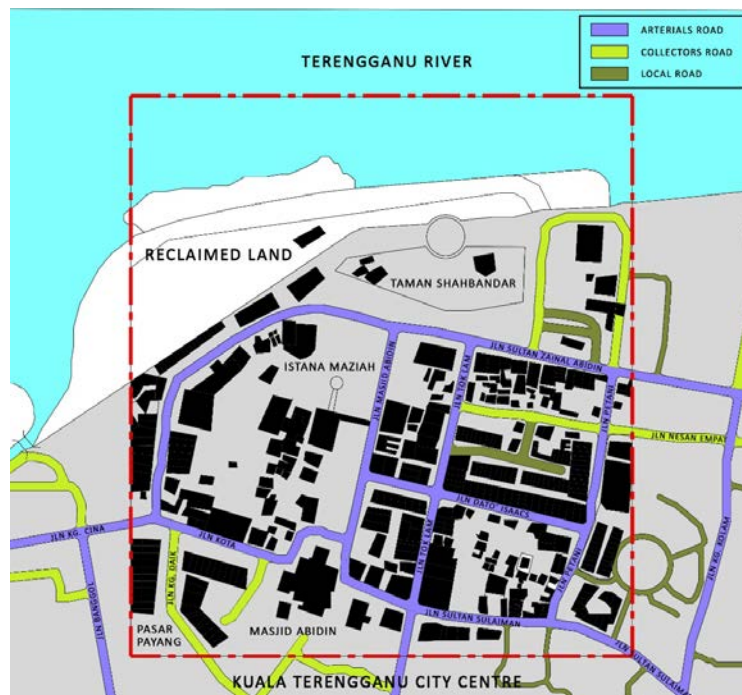 ARTERIALS ROAD
COLLECTORS ROAD
LOCAL ROAD
TERENGGANU RIVER
RECLAIMED LAND
TAMAN SHAHBANDAR
JLN SULTAN ZAINAL ABIDIN
ISTANA MAZIAH
JLN MASJID ABIDIN
JLN TOK LAM
JLN PETANI
JLN NESAN EMPAT
JLN DATO' ISAACS
JLN KG. CINA
JLN KOTA
JLN TOK LAM
JLN PETANI
JLN KG. KOLAM
JLN KG. DAIK
JLN BANGGOL
JLN SULTAN SULAIMAN
PASAR
PAYANG
MASJID ABIDIN
JLN SULTAN SULAIMAN
KUALA TERENGGANU CITY CENTRE